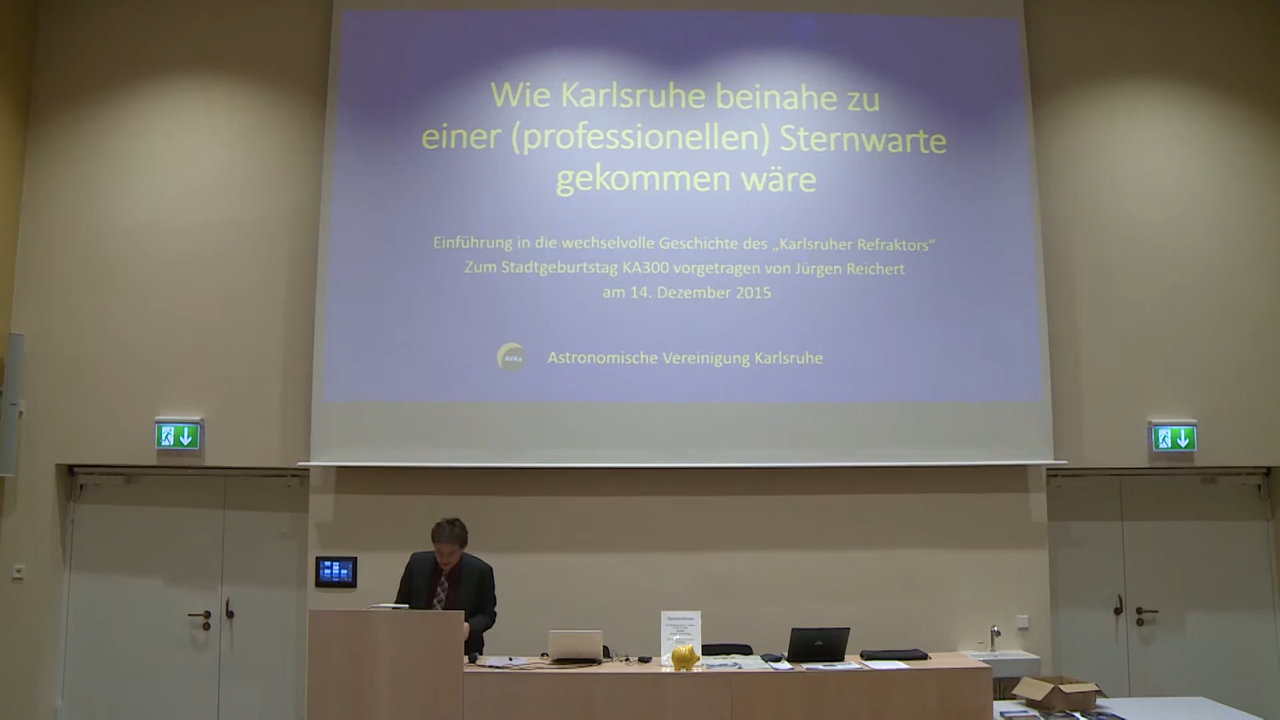 Wie Karlsruhe beinahe zu
einer (professionellen) Sternwarte
gekommen wäre
Einführung in die wechselvolle Geschichte des „Karlsruher Refraktors“
Zum Stadtgeburtstag KA300 vorgetragen von Jürgen Reichert
am 14. Dezember 2015
Astronomische Vereinigung Karlsruhe